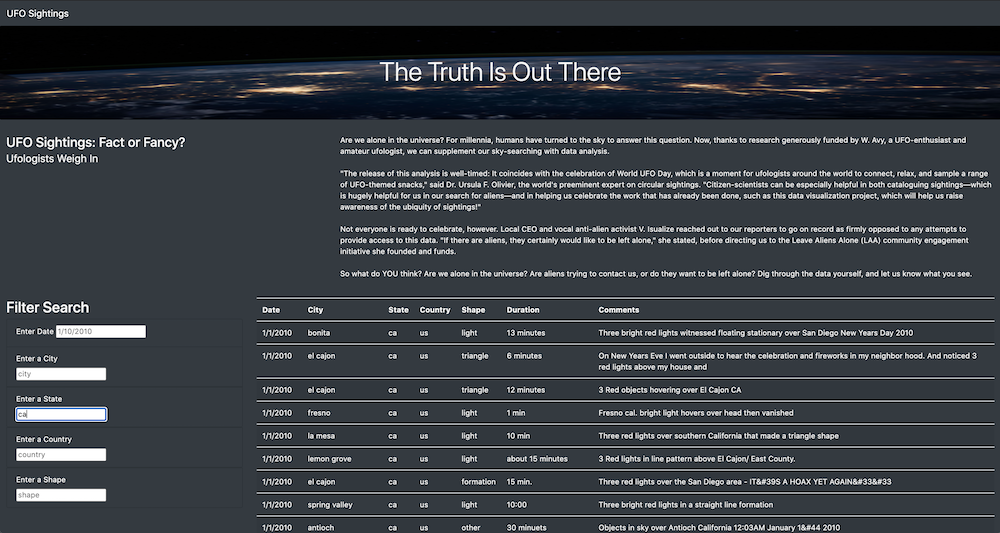 UFO Sightings
The Truth Is Out There
UFO Sightings: Fact or Fancy?
Ufologists Weigh In
Are we alone in the universe? For millennia, humans have turned to the sky to answer this question. Now, thanks to research generously funded by W. Avy, a UFO-enthusiast and
amateur ufologist, we can supplement our sky-searching with data analysis.
"The release of this analysis is well-timed: It coincides with the celebration of World UFO Day, which is a moment for ufologists around the world to connect, relax, and sample a range
of UFO-themed snacks," said Dr. Ursula F. Olivier, the world's preeminent expert on circular sightings. "Citizen-scientists can be especially helpful in both cataloguing sightings—which
is hugely helpful for us in our search for aliens—and in helping us celebrate the work that has already been done, such as this data visualization project, which will help us raise
awareness of the ubiquity of sightings!"
Not everyone is ready to celebrate, however. Local CEO and vocal anti-alien activist V. Isualize reached out to our reporters to go on record as firmly opposed to any attempts to
provide access to this data. "If there are aliens, they certainly would like to be left alone," she stated, before directing us to the Leave Aliens Alone (LAA) community engagement
initiative she founded and funds.
So what do YOU think? Are we alone in the universe? Are aliens trying to contact us, or do they want to be left alone? Dig through the data yourself, and let us know what you see.
Filter Search
Enter Date 1/10/2010
Enter a City
city
Enter a State
ca
Enter a Country
country
Enter a Shape
shape
Date City State Country Shape Duration Comments
1/1/2010 bonita ca us light 13 minutes Three bright red lights witnessed floating stationary over San Diego New Years Day 2010
1/1/2010 el cajon ca us triangle 6 minutes On New Years Eve I went outside to hear the celebration and fireworks in my neighbor hood. And noticed 3
red lights above my house and
1/1/2010 el cajon ca us triangle 12 minutes 3 Red objects hovering over El Cajon CA
1/1/2010 fresno ca us light 1 min Fresno cal. bright light hovers over head then vanished
1/1/2010 la mesa ca us light 10 min Three red lights over southern California that made a triangle shape
1/1/2010 lemon grove ca us light about 15 minutes 3 Red lights in line pattern above El Cajon/ East County.
1/1/2010 el cajon ca us formation 15 min. Three red lights over the San Diego area - IT&#39S A HOAX YET AGAIN&#33&#33
1/1/2010 spring valley ca us light 10:00 Three bright red lights in a straight line formation
1/1/2010 antioch ca us other 30 minuets Objects in sky over Antioch California 12:03AM January 1&#44 2010